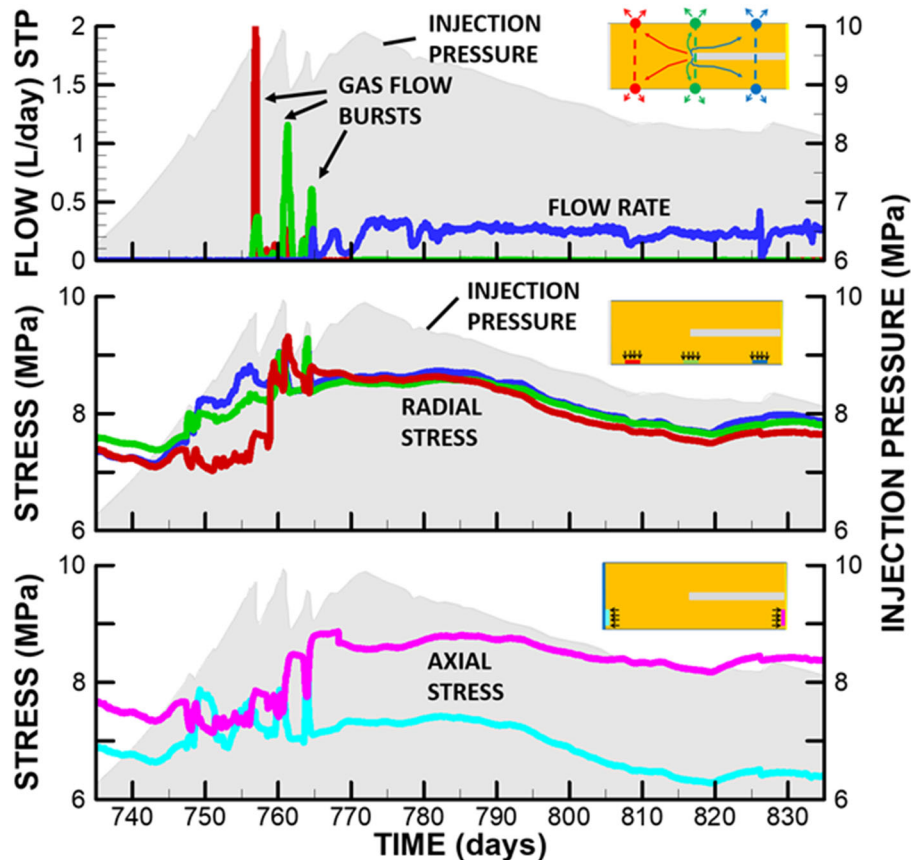 2
1.5
1
0.5
0
FLOW (L/day) STP
INJECTION
PRESSURE
GAS FLOW
BURSTS
FLOW RATE
10
9
8
7
6
10
8
6
STRESS (MPa)
INJECTION
PRESSURE
RADIAL
STRESS
10
8
6
INJECTION PRESSURE (MPa)
10
8
6
STRESS (MPa)
AXIAL
STRESS
10
8
6
740 750 760 770 780 790 800 810 820 830
TIME (days)